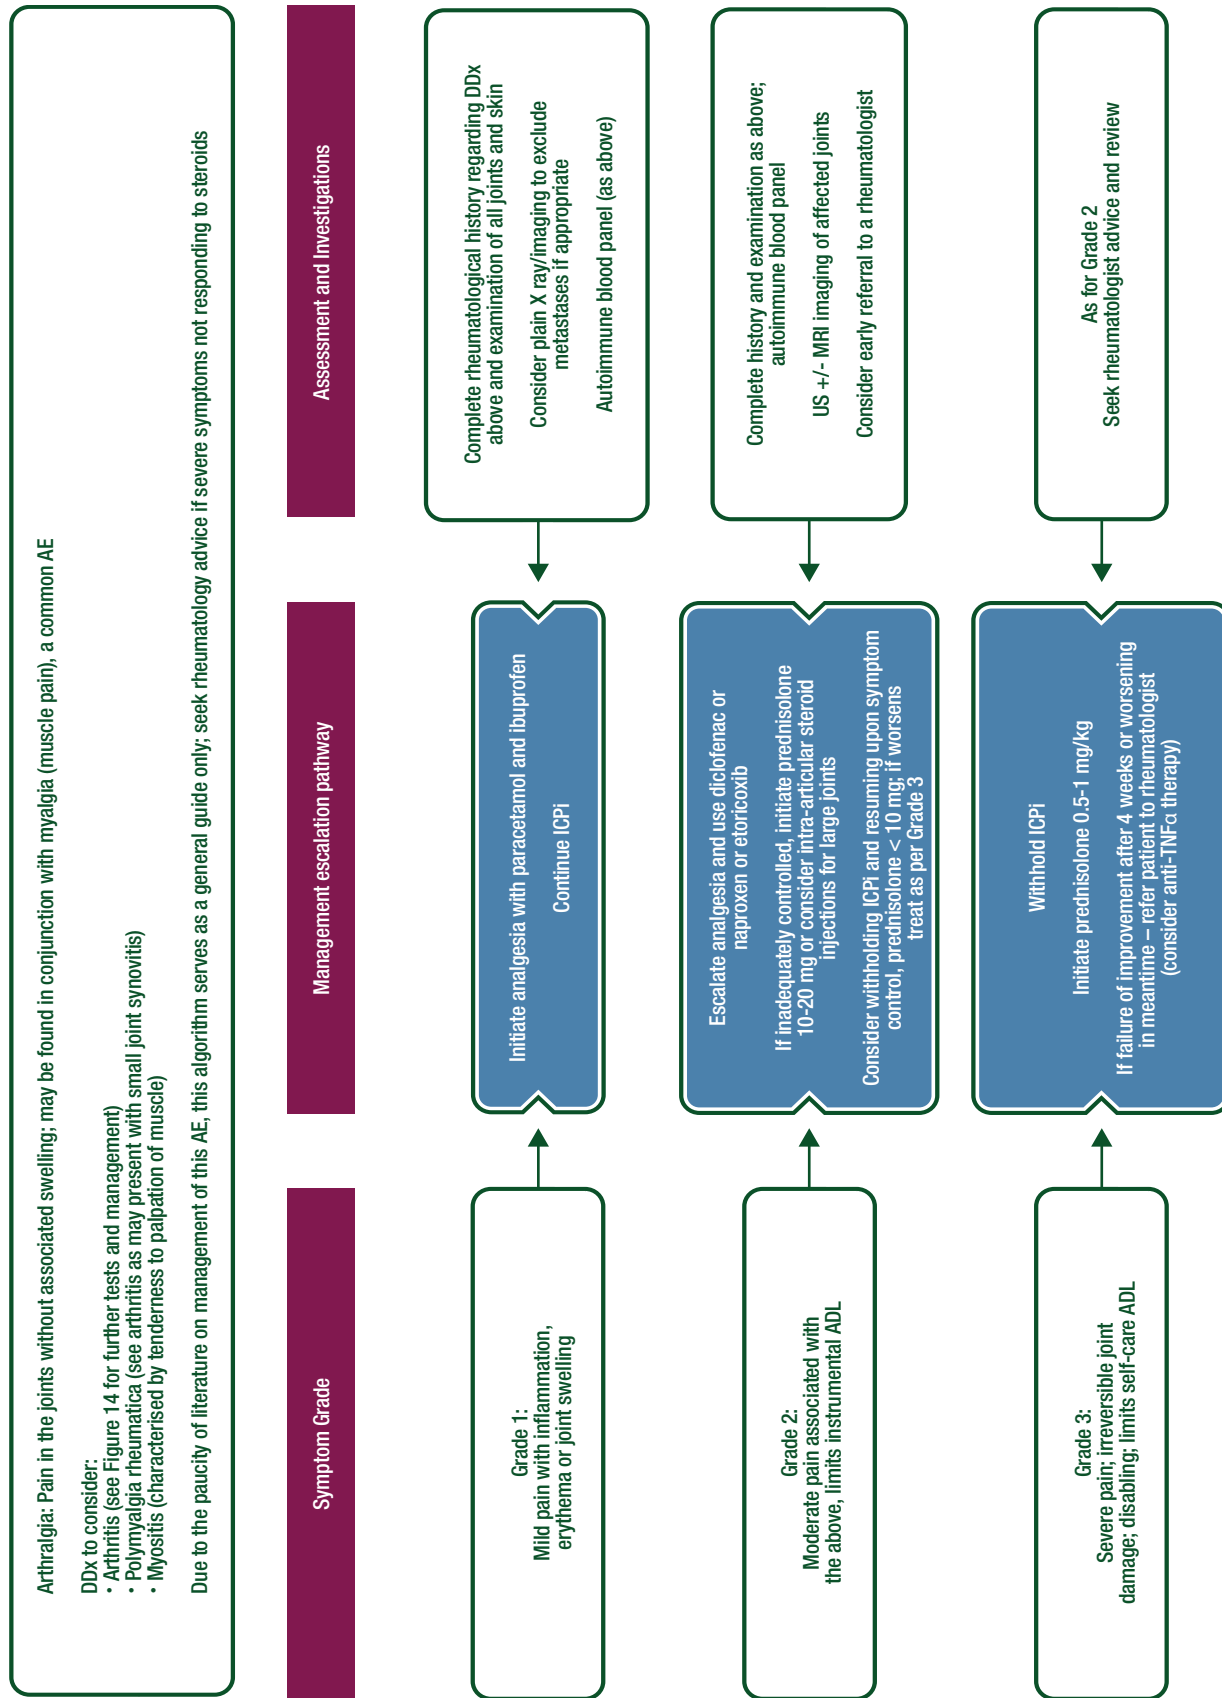 Arthralgia: Pain in the joints without associated swelling; may be found in conjunction with myalgia (muscle pain), a common AE
DDx to consider:
• Arthritis (see Figure 14 for further tests and management)
• Polymyalgia rheumatica (see arthritis as may present with small joint synovitis)
• Myositis (characterised by tenderness to palpation of muscle)
Due to the paucity of literature on management of this AE, this algorithm serves as a general guide only; seek rheumatology advice if severe symptoms not responding to steroids
Symptom Grade
Management escalation pathway
Assessment and Investigations
Grade 1:
Mild pain with inflammation,
erythema or joint swelling
Initiate analgesia with paracetamol and ibuprofen
Continue ICPi
Complete rheumatological history regarding DDx
above and examination of all joints and skin
Consider plain X ray/imaging to exclude
metastases if appropriate
Autoimmune blood panel (as above)
Grade 2:
Moderate pain associated with
the above, limits instrumental ADL
Escalate analgesia and use diclofenac or
naproxen or etoricoxib
If inadequately controlled, initiate prednisolone
10-20 mg or consider intra-articular steroid
injections for large joints
Consider withholding ICPi and resuming upon symptom
control, prednisolone < 10 mg; if worsens
treat as per Grade 3
Complete history and examination as above;
autoimmune blood panel
US +/- MRI imaging of affected joints
Consider early referral to a rheumatologist
Grade 3:
Severe pain; irreversible joint
damage; disabling; limits self-care ADL
Withhold ICPi
Initiate prednisolone 0.5-1 mg/kg
If failure of improvement after 4 weeks or worsening
in meantime – refer patient to rheumatologist
(consider anti-TNFα therapy)
As for Grade 2
Seek rheumatologist advice and review